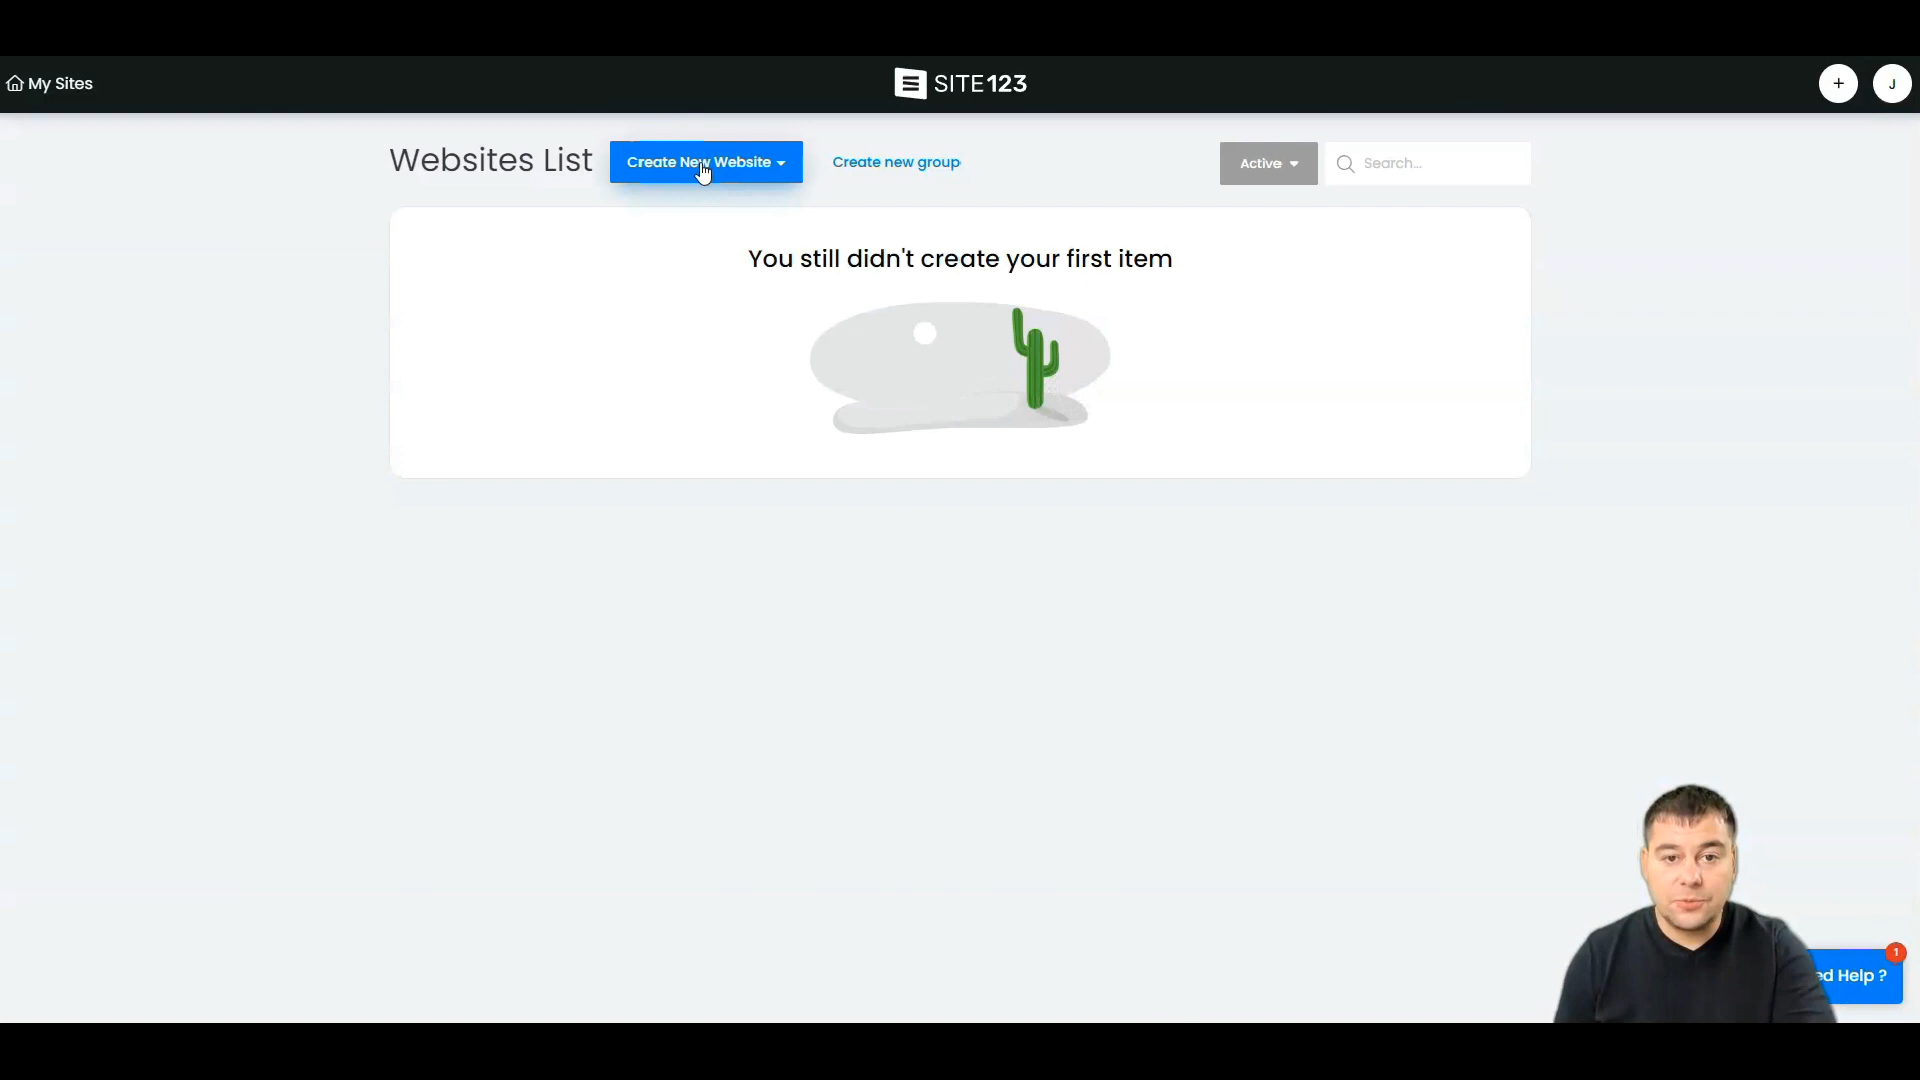 My Sites
SITE123
+
J
Websites List
Create New Website
Create new group
Active
Search...
You still didn't create your first item
1
ed Help ?